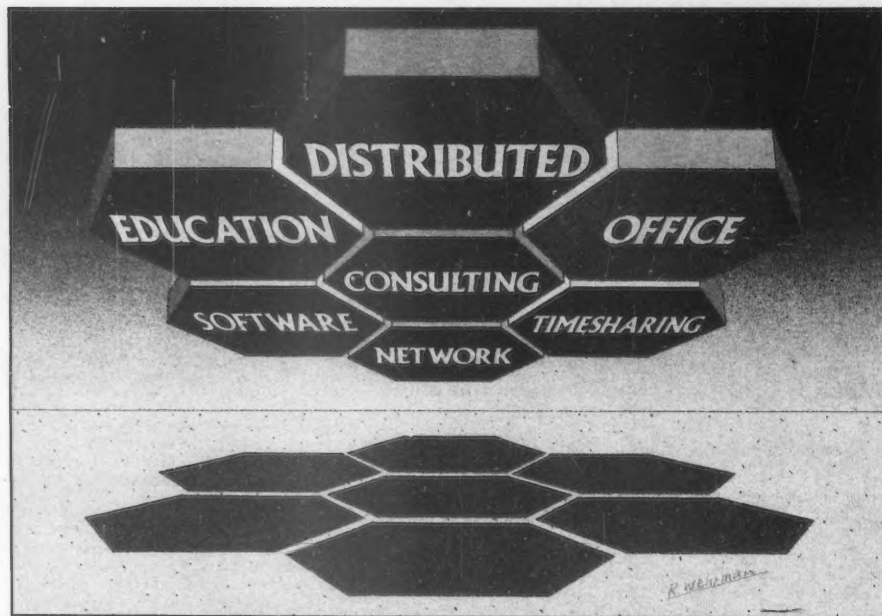 DISTRIBUTED
EDUCATION
OFFICE
CONSULTING
SOFTWARE
TIMESHARING
NETWORK